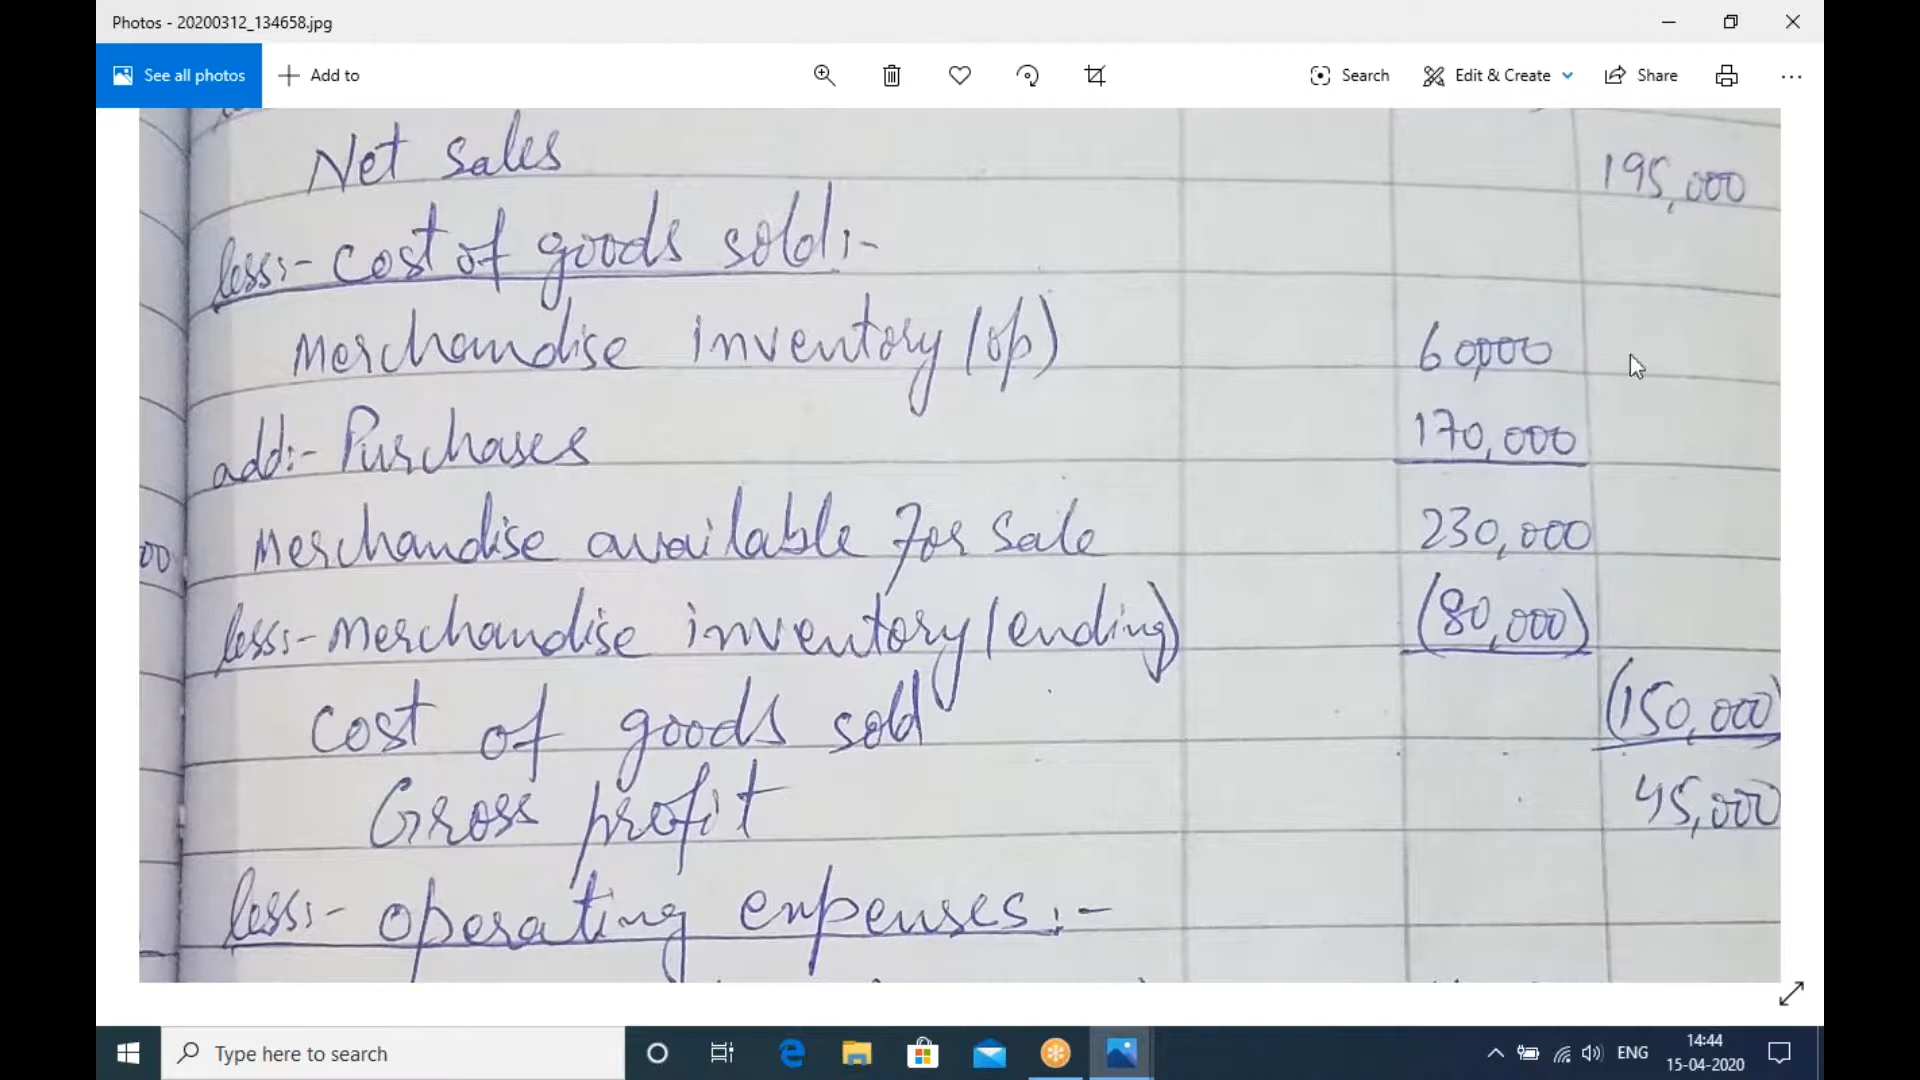 Photos - 20200312_134658.jpg
See all photos
Add to
Search
Edit & Create
Share
Net sales 195,000
less:- Cost of goods sold:-
Merchandise inventory (op) 60,000
add:- Purchases 170,000
Merchandise available for sale 230,000
less:- Merchandise inventory (ending) (80,000)
Cost of goods sold (150,000)
Gross profit 45,000
less:- operating expenses:-
00
Type here to search
ENG
14:44
15-04-2020